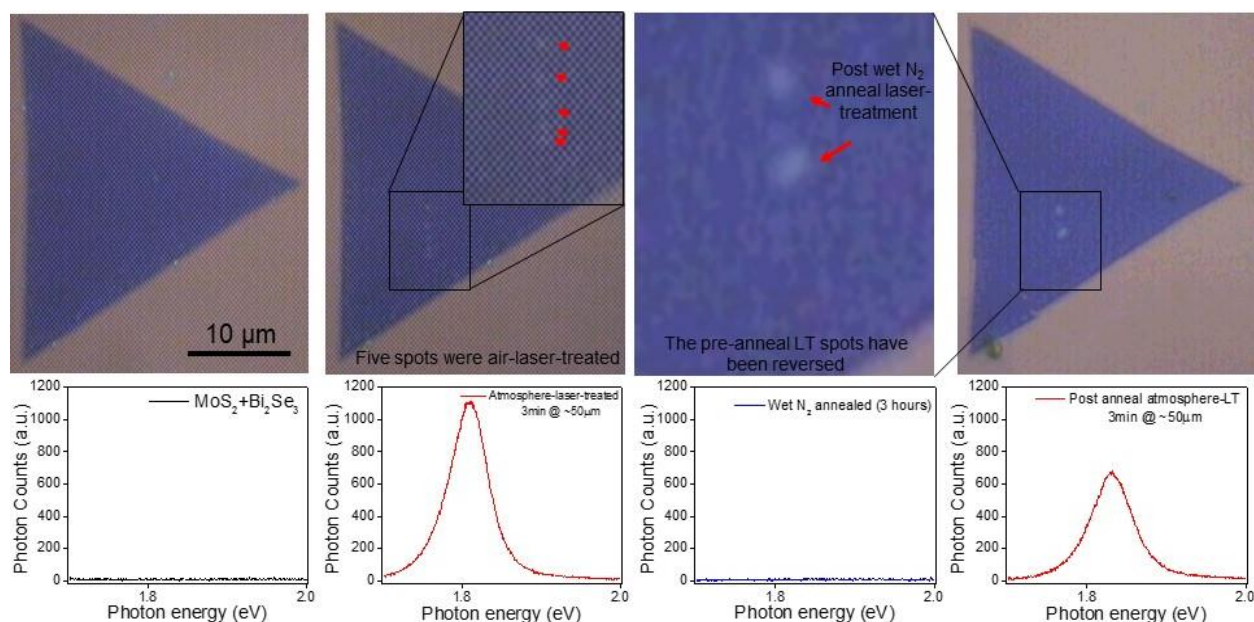 10 µm
Five spots were air-laser-treated
Post wet N₂
anneal laser-
treatment
The pre-anneal LT spots have
been reversed
1200
1000
800
600
400
200
0
Photon Counts (a.u.)
MoS₂+Bi₂Se₃
1.8
2.0
Photon energy (eV)
1200
1000
800
600
400
200
0
Photon Counts (a.u.)
Atmosphere-laser-treated
3min @ ~50µm
1.8
2.0
Photon energy (eV)
1200
1000
800
600
400
200
0
Photon Counts (a.u.)
Wet N₂ annealed (3 hours)
1.8
2.0
Photon energy (eV)
1200
1000
800
600
400
200
0
Photon Counts (a.u.)
Post anneal atmosphere-LT
3min @ ~50µm
1.8
2.0
Photon energy (eV)